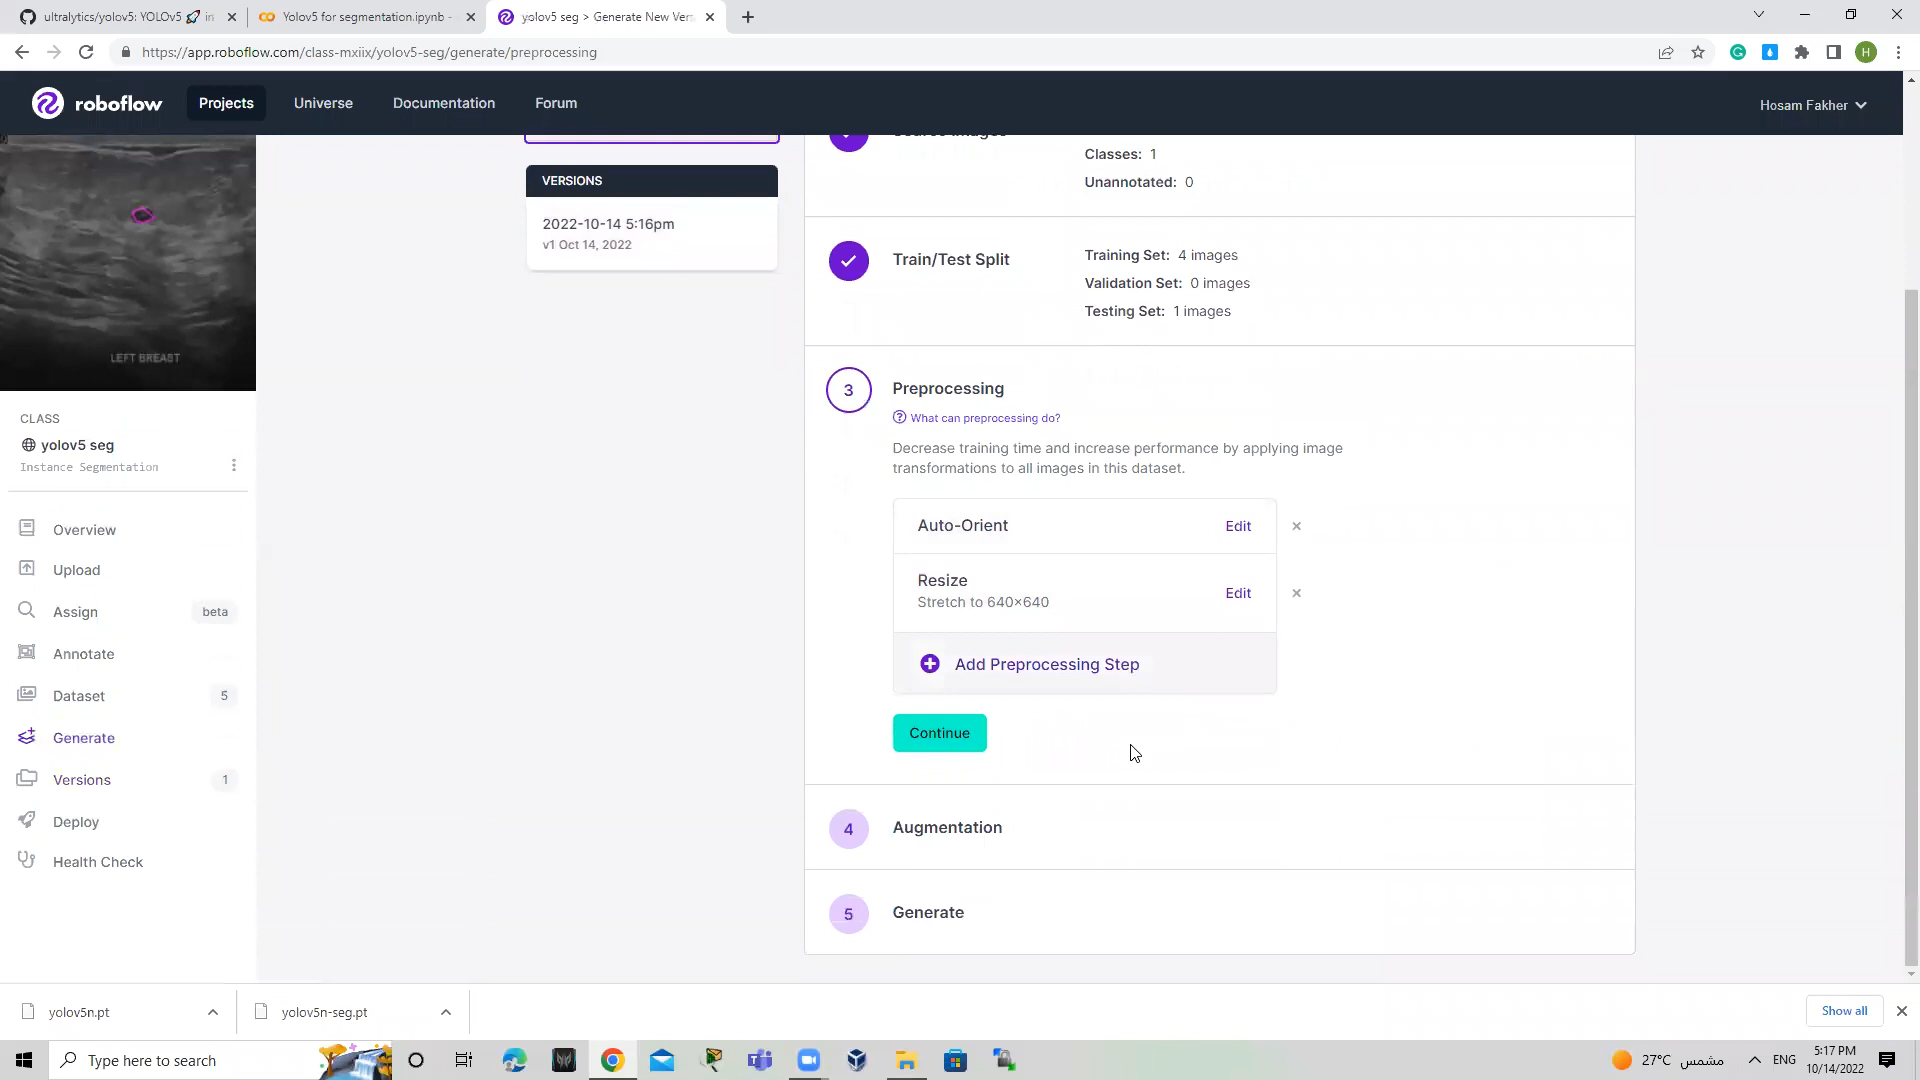 ultralytics/yolov5: YOLOv5 🚀 in
Yolov5 for segmentation.ipynb -
yolov5 seg > Generate New Vers
https://app.roboflow.com/class-mxiix/yolov5-seg/generate/preprocessing
H
roboflow
Projects
Universe
Documentation
Forum
Hosam Fakher
LEFT BREAST
CLASS
yolov5 seg
Instance Segmentation
Overview
Upload
Assign
beta
Annotate
Dataset
5
Generate
Versions
1
Deploy
Health Check
VERSIONS
2022-10-14 5:16pm
v1 Oct 14, 2022
Source Images
Classes: 1
Unannotated: 0
Train/Test Split
Training Set: 4 images
Validation Set: 0 images
Testing Set: 1 images
3
Preprocessing
What can preprocessing do?
Decrease training time and increase performance by applying image
transformations to all images in this dataset.
Auto-Orient
Edit
Resize
Stretch to 640×640
Edit
Add Preprocessing Step
Continue
4
Augmentation
5
Generate
yolov5n.pt
yolov5n-seg.pt
Show all
Type here to search
27°C مشمس
ENG
5:17 PM
10/14/2022